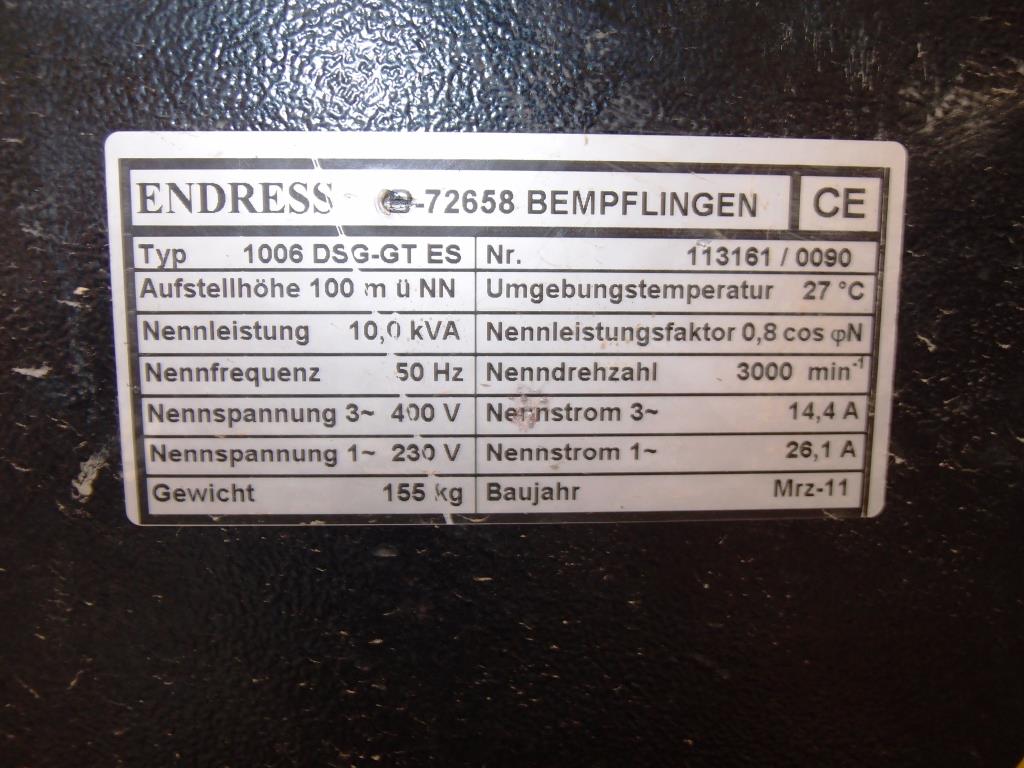 ENDRESS -72658 BEMPFLINGEN CE
Typ 1006 DSG-GT ES Nr. 113161 / 0090
Aufstellhöhe 100 m ü NN Umgebungstemperatur 27 °C
Nennleistung 10,0 kVA Nennleistungsfaktor 0,8 cos φN
Nennfrequenz 50 Hz Nenndrehzahl 3000 min⁻¹
Nennspannung 3~ 400 V Nennstrom 3~ 14,4 A
Nennspannung 1~ 230 V Nennstrom 1~ 26,1 A
Gewicht 155 kg Baujahr Mrz-11